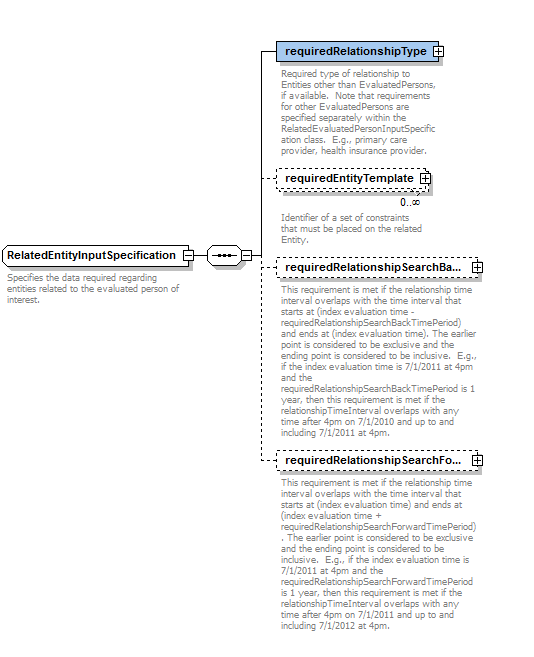 requiredRelationshipType
Required type of relationship to
Entities other than EvaluatedPersons,
if available.  Note that requirements
for other EvaluatedPersons are
specified separately within the
RelatedEvaluatedPersonInputSpecific
ation class.  E.g., primary care
provider, health insurance provider.
requiredEntityTemplate
0..∞
Identifier of a set of constraints
that must be placed on the related
Entity.
RelatedEntityInputSpecification
Specifies the data required regarding
entities related to the evaluated person of
interest.
requiredRelationshipSearchBa...
This requirement is met if the relationship time
interval overlaps with the time interval that
starts at (index evaluation time -
requiredRelationshipSearchBackTimePeriod)
and ends at (index evaluation time). The earlier
point is considered to be exclusive and the
ending point is considered to be inclusive.  E.g.,
if the index evaluation time is 7/1/2011 at 4pm
and the
requiredRelationshipSearchBackTimePeriod is 1
year, then this requirement is met if the
relationshipTimeInterval overlaps with any
time after 4pm on 7/1/2010 and up to and
including 7/1/2011 at 4pm.
requiredRelationshipSearchFo...
This requirement is met if the relationship time
interval overlaps with the time interval that
starts at (index evaluation time) and ends at
(index evaluation time +
requiredRelationshipSearchForwardTimePeriod)
. The earlier point is considered to be exclusive
and the ending point is considered to be
inclusive.  E.g., if the index evaluation time is
7/1/2011 at 4pm and the
requiredRelationshipSearchForwardTimePeriod
is 1 year, then this requirement is met if the
relationshipTimeInterval overlaps with any
time after 4pm on 7/1/2011 and up to and
including 7/1/2012 at 4pm.